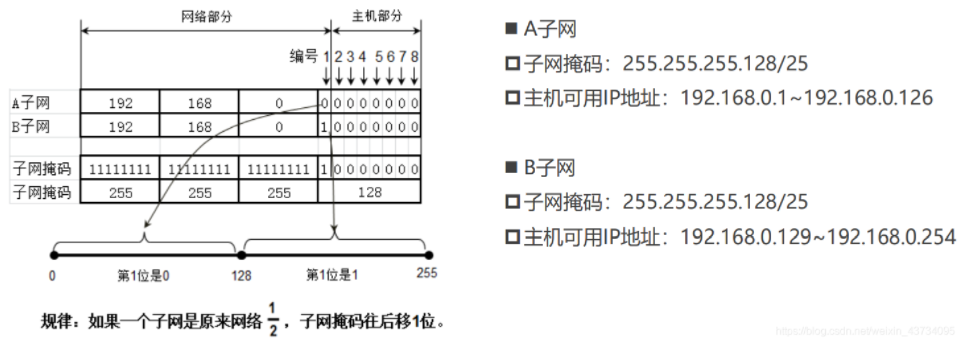 网络部分 主机部分
编号 1 2 3 4 5 6 7 8
A子网 192 168 0 0 0 0 0 0 0 0 0
B子网 192 168 0 1 0 0 0 0 0 0 0
子网掩码 11111111 11111111 11111111 1 0 0 0 0 0 0 0
子网掩码 255 255 255 128
0 第1位是0 128 第1位是1 255
规律：如果一个子网是原来网络 1/2，子网掩码往后移1位。
■ A子网
子网掩码：255.255.255.128/25
主机可用IP地址：192.168.0.1~192.168.0.126
■ B子网
子网掩码：255.255.255.128/25
主机可用IP地址：192.168.0.129~192.168.0.254
https://blog.csdn.net/weixin_43734095